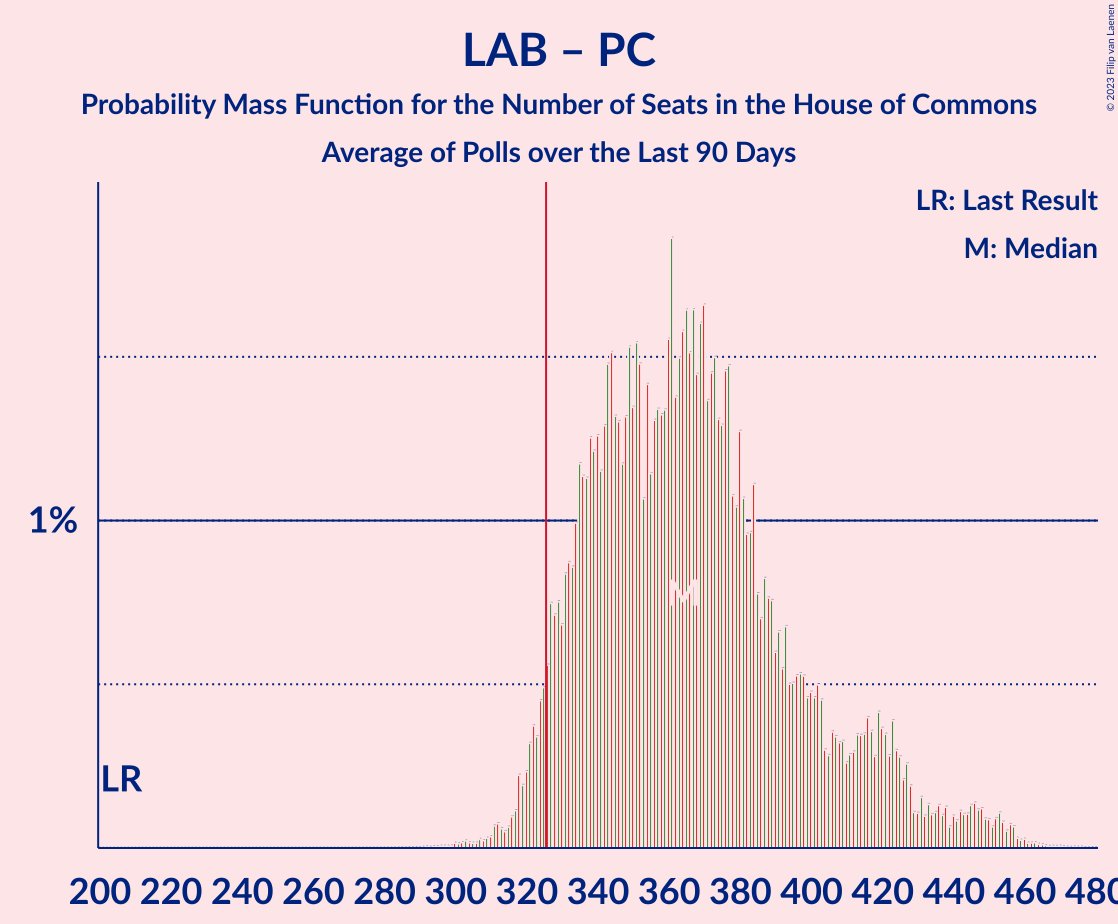 LAB – PC
Probability Mass Function for the Number of Seats in the House of Commons
Average of Polls over the Last 90 Days
© 2023 Filip van Laenen
LR: Last Result
M: Median
1%
M
LR
200 220 240 260 280 300 320 340 360 380 400 420 440 460 480